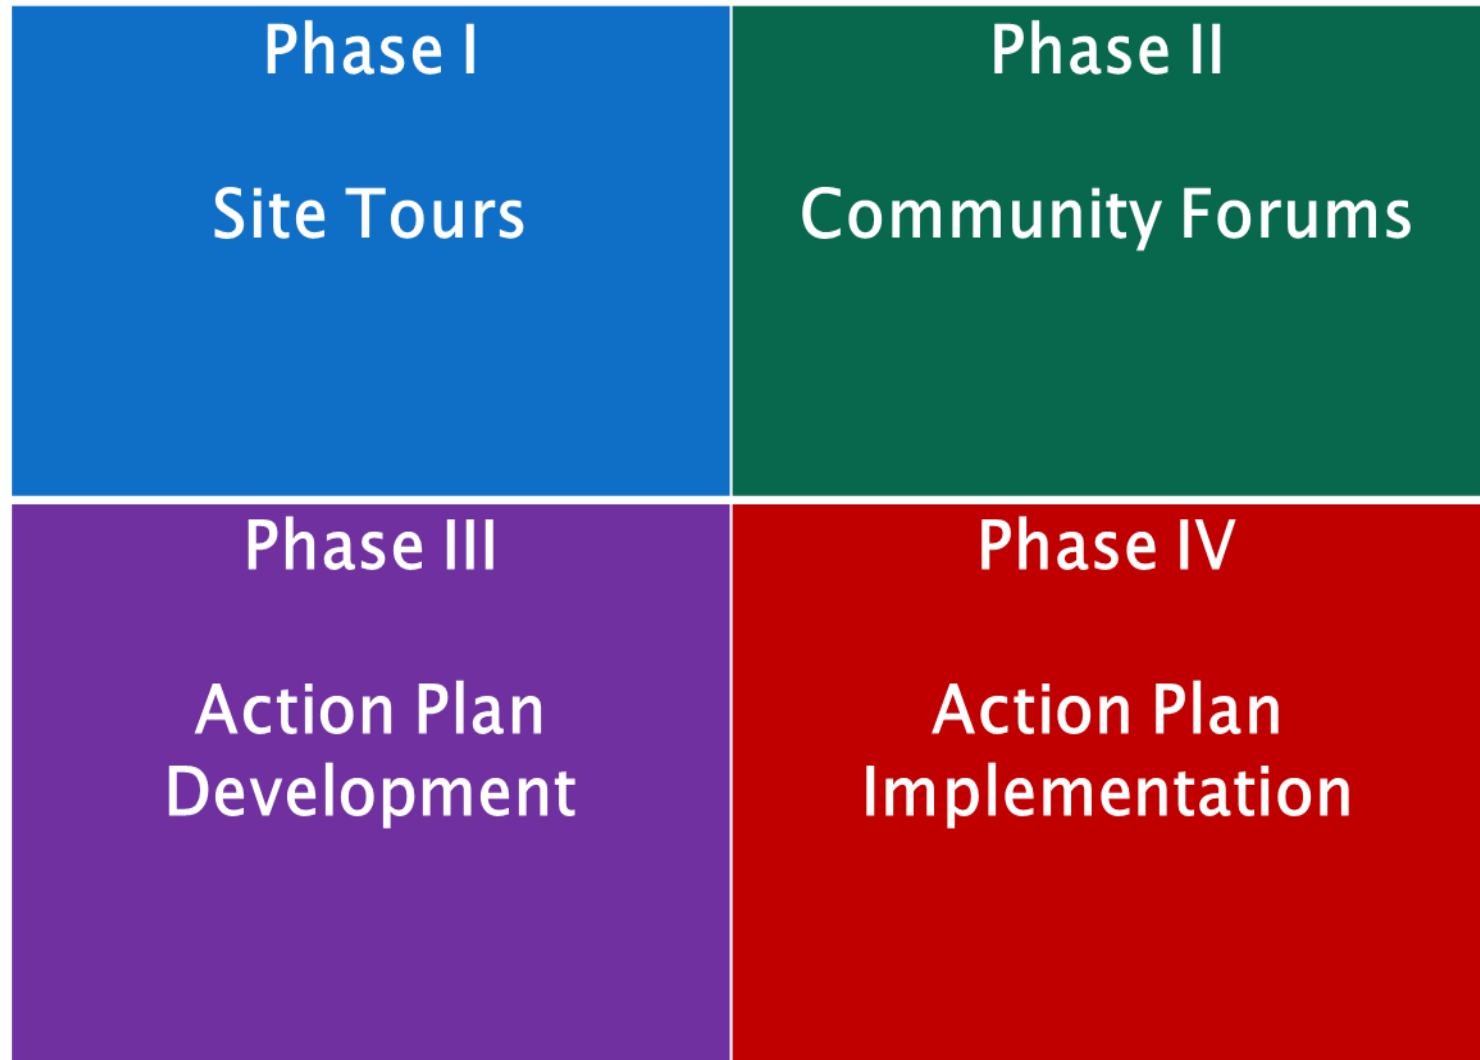 Phase I
Site Tours
Phase II
Community Forums
Phase III
Action Plan
Development
Phase IV
Action Plan
Implementation